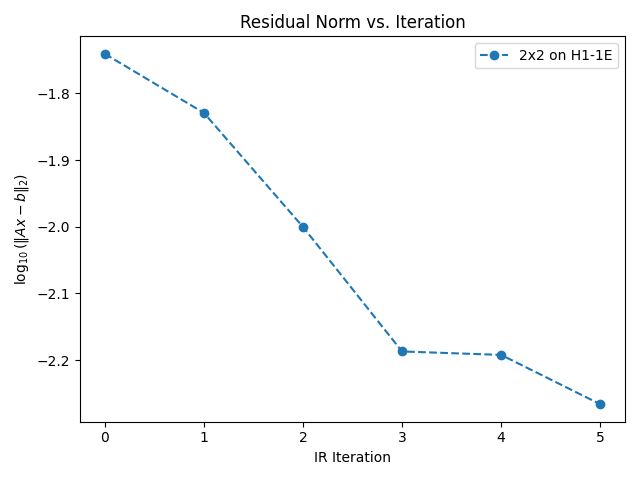 Residual Norm vs. Iteration
2x2 on H1-1E
−1.8
−1.9
−2.0
−2.1
−2.2
log₁₀(‖Ax − b‖₂)
0 1 2 3 4 5
IR Iteration